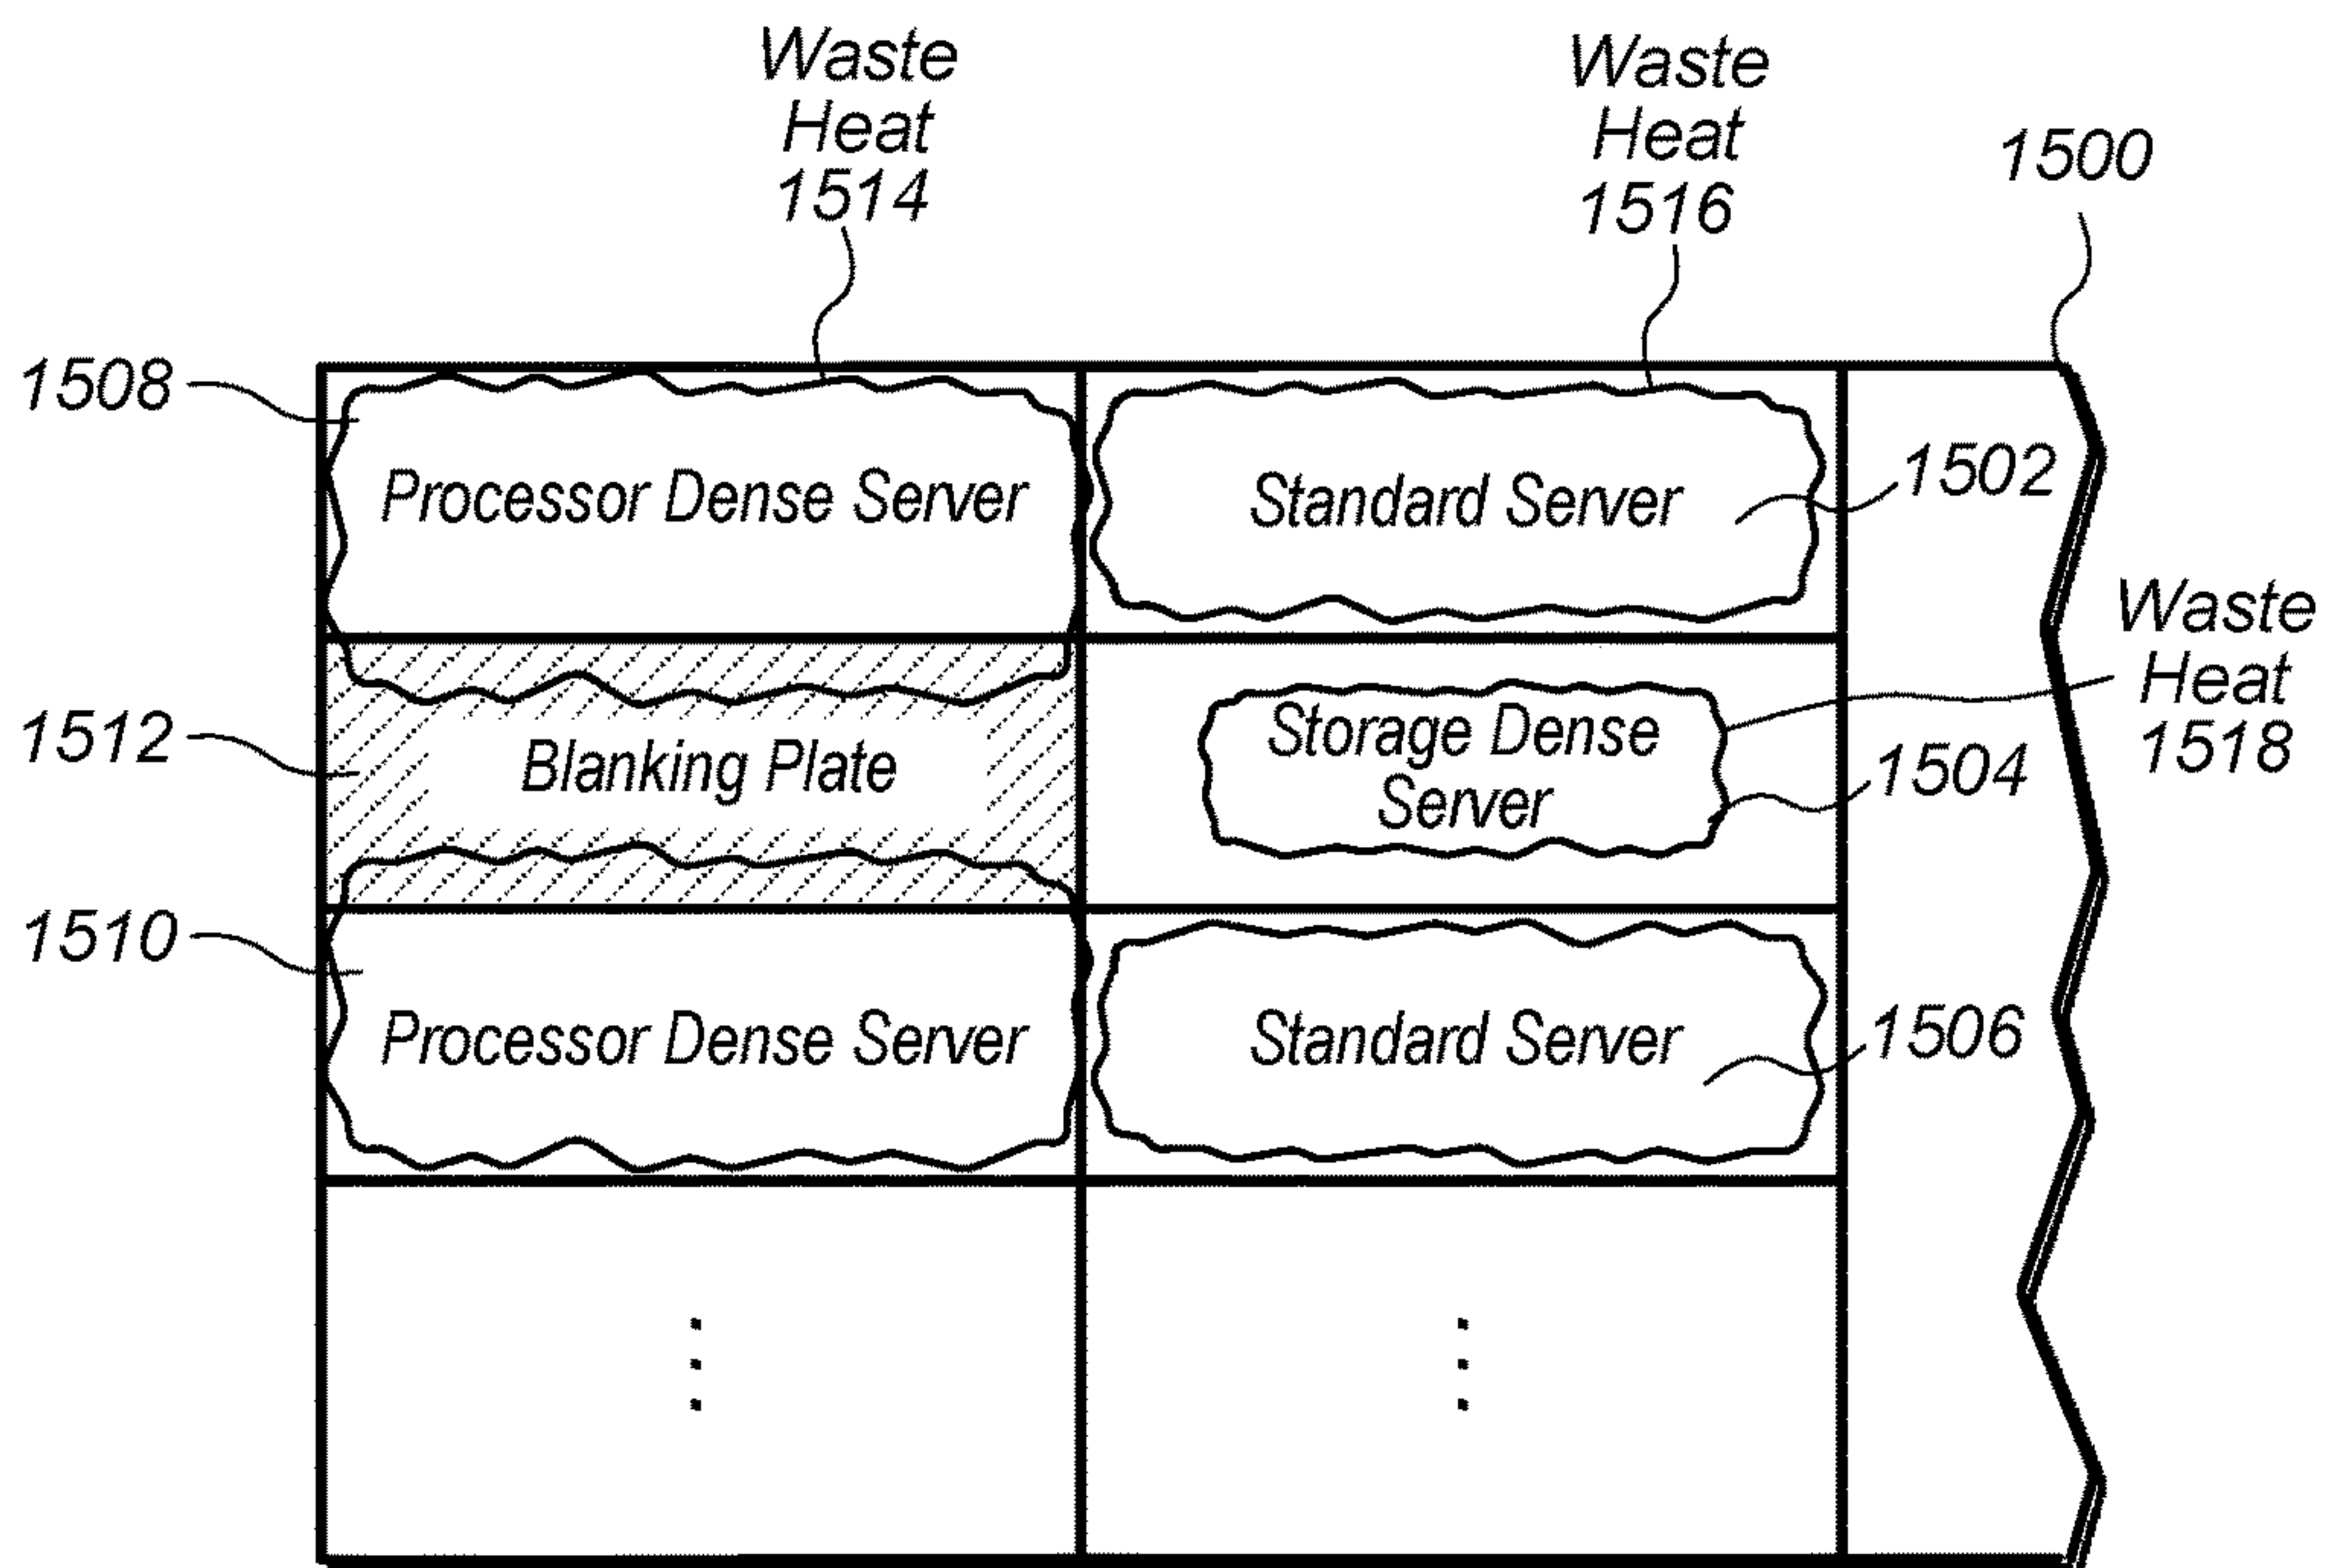 Waste
Heat
1514
Waste
Heat
1516
1500
1508
Processor Dense Server
Standard Server
1502
Waste
Heat
1518
1512
Blanking Plate
Storage Dense
Server
1504
1510
Processor Dense Server
Standard Server
1506